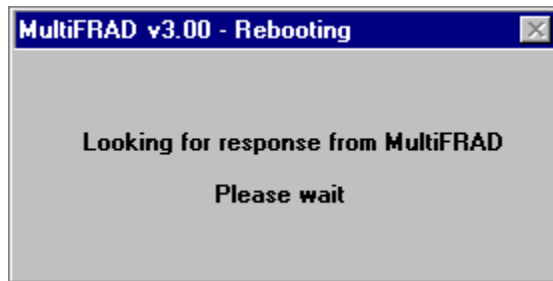 MultiFRAD v3.00 - Rebooting
Looking for response from MultiFRAD
Please wait